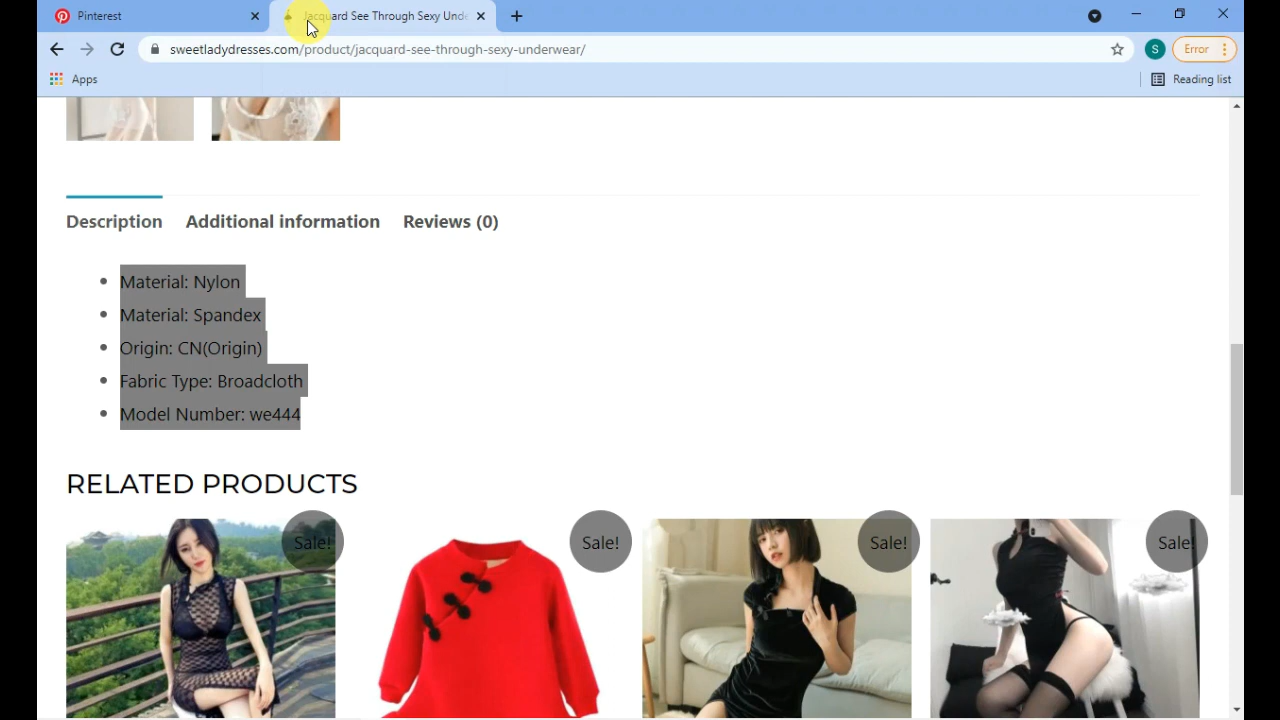 Pinterest
Jacquard See Through Sexy Unde
sweetladydresses.com/product/jacquard-see-through-sexy-underwear/
S
Error
Apps
Reading list
Description
Additional information
Reviews (0)
Material: Nylon
Material: Spandex
Origin: CN(Origin)
Fabric Type: Broadcloth
Model Number: we444
RELATED PRODUCTS
Sale!
Sale!
Sale!
Sale!